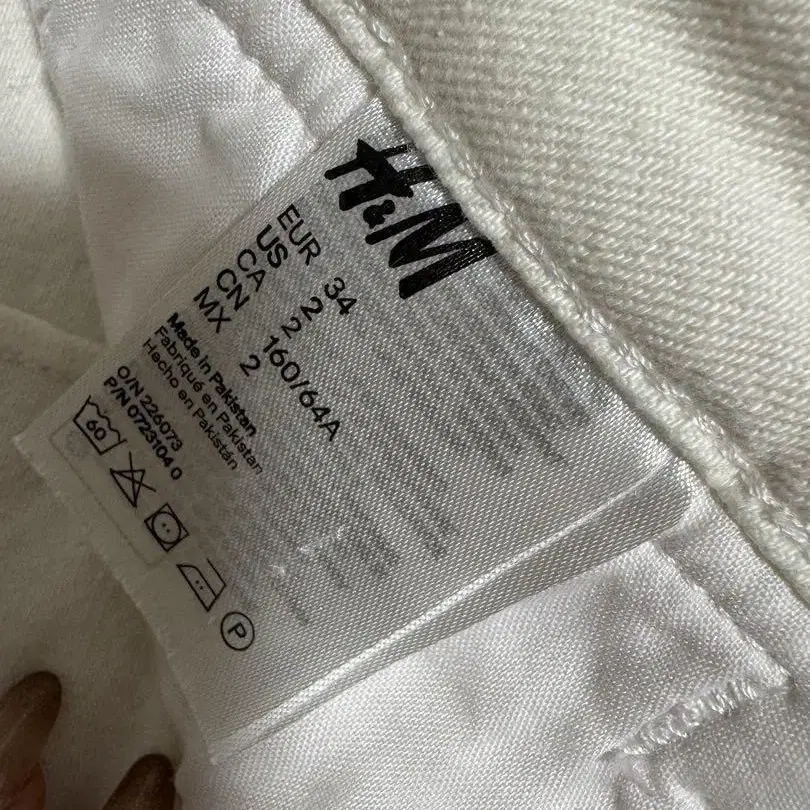 H&M
EUR 34
US 2
CA 2
CN 160/64A
MX 2
Made in Pakistan
Fabriqué en Pakistan
Hecho en Pakistán
O/N 226073
P/N 0723104 0
60
P